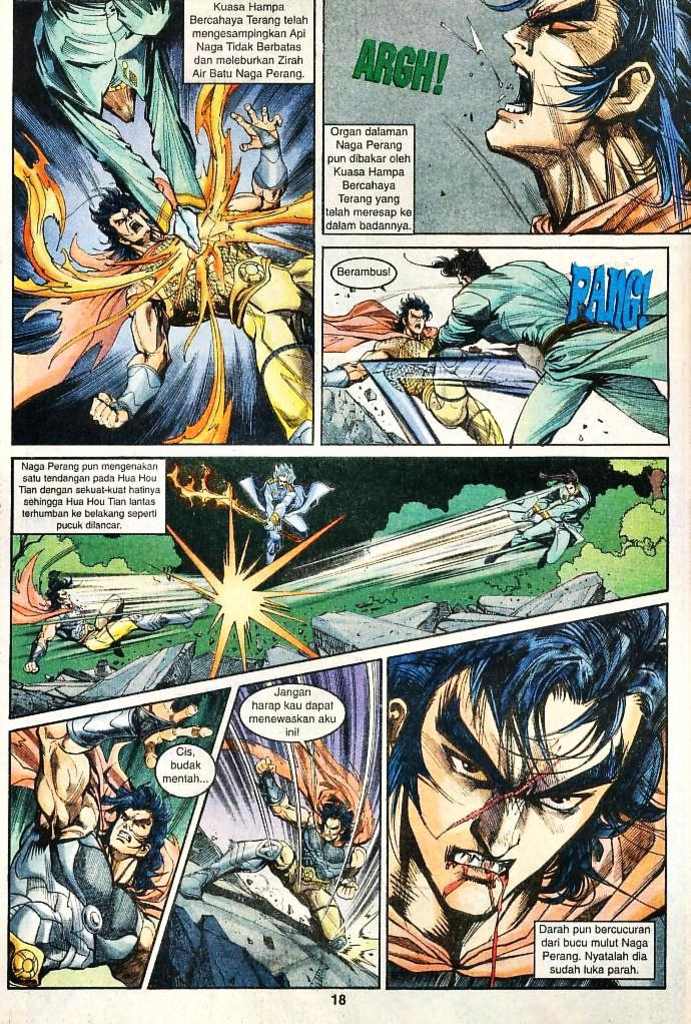 Kuasa Hampa
Bercahaya Terang telah
mengesampingkan Api
Naga Tidak Berbatas
dan meleburkan Zirah
Air Batu Naga Perang.
ARGH!
Organ dalaman
Naga Perang
pun dibakar oleh
Kuasa Hampa
Bercahaya
Terang yang
telah meresap ke
dalam badannya.
Berambus!
PANG!
Naga Perang pun mengenakan
satu tendangan pada Hua Hou
Tian dengan sekuat-kuat hatinya
sehingga Hua Hou Tian lantas
terhumban ke belakang seperti
pucuk dilancar.
Cis,
budak
mentah...
Jangan
harap kau dapat
menewaskan aku
ini!
Darah pun bercucuran
dari bucu mulut Naga
Perang. Nyatalah dia
sudah luka parah.
18